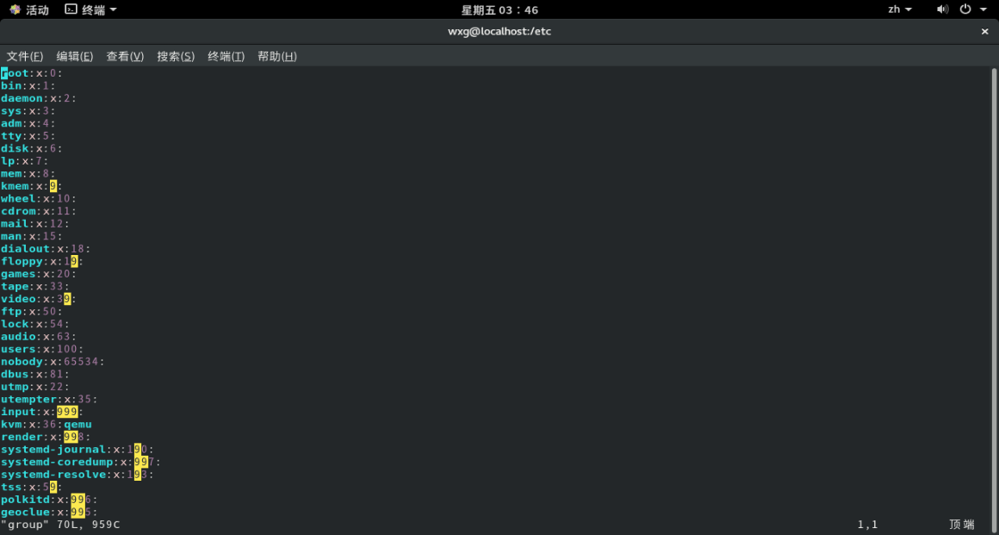 活动 终端 星期五 03：46 zh
wxg@localhost:/etc ×
文件(F) 编辑(E) 查看(V) 搜索(S) 终端(T) 帮助(H)
root:x:0:
bin:x:1:
daemon:x:2:
sys:x:3:
adm:x:4:
tty:x:5:
disk:x:6:
lp:x:7:
mem:x:8:
kmem:x:9:
wheel:x:10:
cdrom:x:11:
mail:x:12:
man:x:15:
dialout:x:18:
floppy:x:19:
games:x:20:
tape:x:33:
video:x:39:
ftp:x:50:
lock:x:54:
audio:x:63:
users:x:100:
nobody:x:65534:
dbus:x:81:
utmp:x:22:
utempter:x:35:
input:x:999:
kvm:x:36:qemu
render:x:998:
systemd-journal:x:190:
systemd-coredump:x:997:
systemd-resolve:x:193:
tss:x:59:
polkitd:x:996:
geoclue:x:995:
"group" 70L, 959C 1,1 顶端